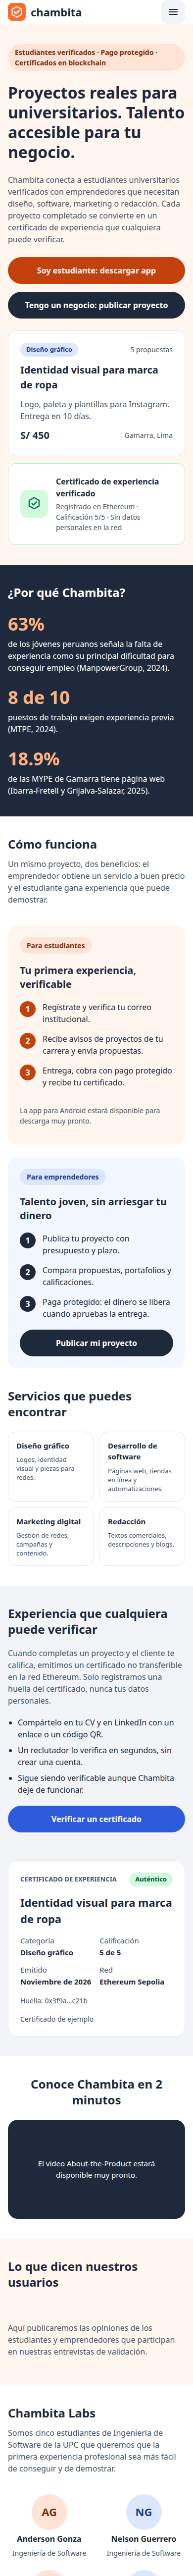 chambita
Estudiantes verificados · Pago protegido ·
Certificados en blockchain
Proyectos reales para
universitarios. Talento
accesible para tu
negocio.
Chambita conecta a estudiantes universitarios
verificados con emprendedores que necesitan
diseño, software, marketing o redacción. Cada
proyecto completado se convierte en un
certificado de experiencia que cualquiera
puede verificar.
Soy estudiante: descargar app
Tengo un negocio: publicar proyecto
Diseño gráfico
5 propuestas
Identidad visual para marca
de ropa
Logo, paleta y plantillas para Instagram.
Entrega en 10 días.
S/ 450
Gamarra, Lima
Certificado de experiencia
verificado
Registrado en Ethereum ·
Calificación 5/5 · Sin datos
personales en la red
¿Por qué Chambita?
63%
de los jóvenes peruanos señala la falta de
experiencia como su principal dificultad para
conseguir empleo (ManpowerGroup, 2024).
8 de 10
puestos de trabajo exigen experiencia previa
(MTPE, 2024).
18.9%
de las MYPE de Gamarra tiene página web
(Ibarra-Fretell y Grijalva-Salazar, 2025).
Cómo funciona
Un mismo proyecto, dos beneficios: el
emprendedor obtiene un servicio a buen precio
y el estudiante gana experiencia que puede
demostrar.
Para estudiantes
Tu primera experiencia,
verificable
1 Regístrate y verifica tu correo
institucional.
2 Recibe avisos de proyectos de tu
carrera y envía propuestas.
3 Entrega, cobra con pago protegido
y recibe tu certificado.
La app para Android estará disponible para
descarga muy pronto.
Para emprendedores
Talento joven, sin arriesgar tu
dinero
1 Publica tu proyecto con
presupuesto y plazo.
2 Compara propuestas, portafolios y
calificaciones.
3 Paga protegido: el dinero se libera
cuando apruebas la entrega.
Publicar mi proyecto
Servicios que puedes
encontrar
Diseño gráfico
Logos, identidad
visual y piezas para
redes.
Desarrollo de
software
Páginas web, tiendas
en línea y
automatizaciones.
Marketing digital
Gestión de redes,
campañas y
contenido.
Redacción
Textos comerciales,
descripciones y blogs.
Experiencia que cualquiera
puede verificar
Cuando completas un proyecto y el cliente te
califica, emitimos un certificado no transferible
en la red Ethereum. Solo registramos una
huella del certificado, nunca tus datos
personales.
• Compártelo en tu CV y en LinkedIn con un
enlace o un código QR.
• Un reclutador lo verifica en segundos, sin
crear una cuenta.
• Sigue siendo verificable aunque Chambita
deje de funcionar.
Verificar un certificado
CERTIFICADO DE EXPERIENCIA
Auténtico
Identidad visual para marca
de ropa
Categoría
Diseño gráfico
Calificación
5 de 5
Emitido
Noviembre de 2026
Red
Ethereum Sepolia
Huella: 0x3f9a...c21b
Certificado de ejemplo
Conoce Chambita en 2
minutos
El video About-the-Product estará
disponible muy pronto.
Lo que dicen nuestros
usuarios
Aquí publicaremos las opiniones de los
estudiantes y emprendedores que participan
en nuestras entrevistas de validación.
Chambita Labs
Somos cinco estudiantes de Ingeniería de
Software de la UPC que queremos que la
primera experiencia profesional sea más fácil
de conseguir y de demostrar.
AG
Anderson Gonza
Ingeniería de Software
NG
Nelson Guerrero
Ingeniería de Software